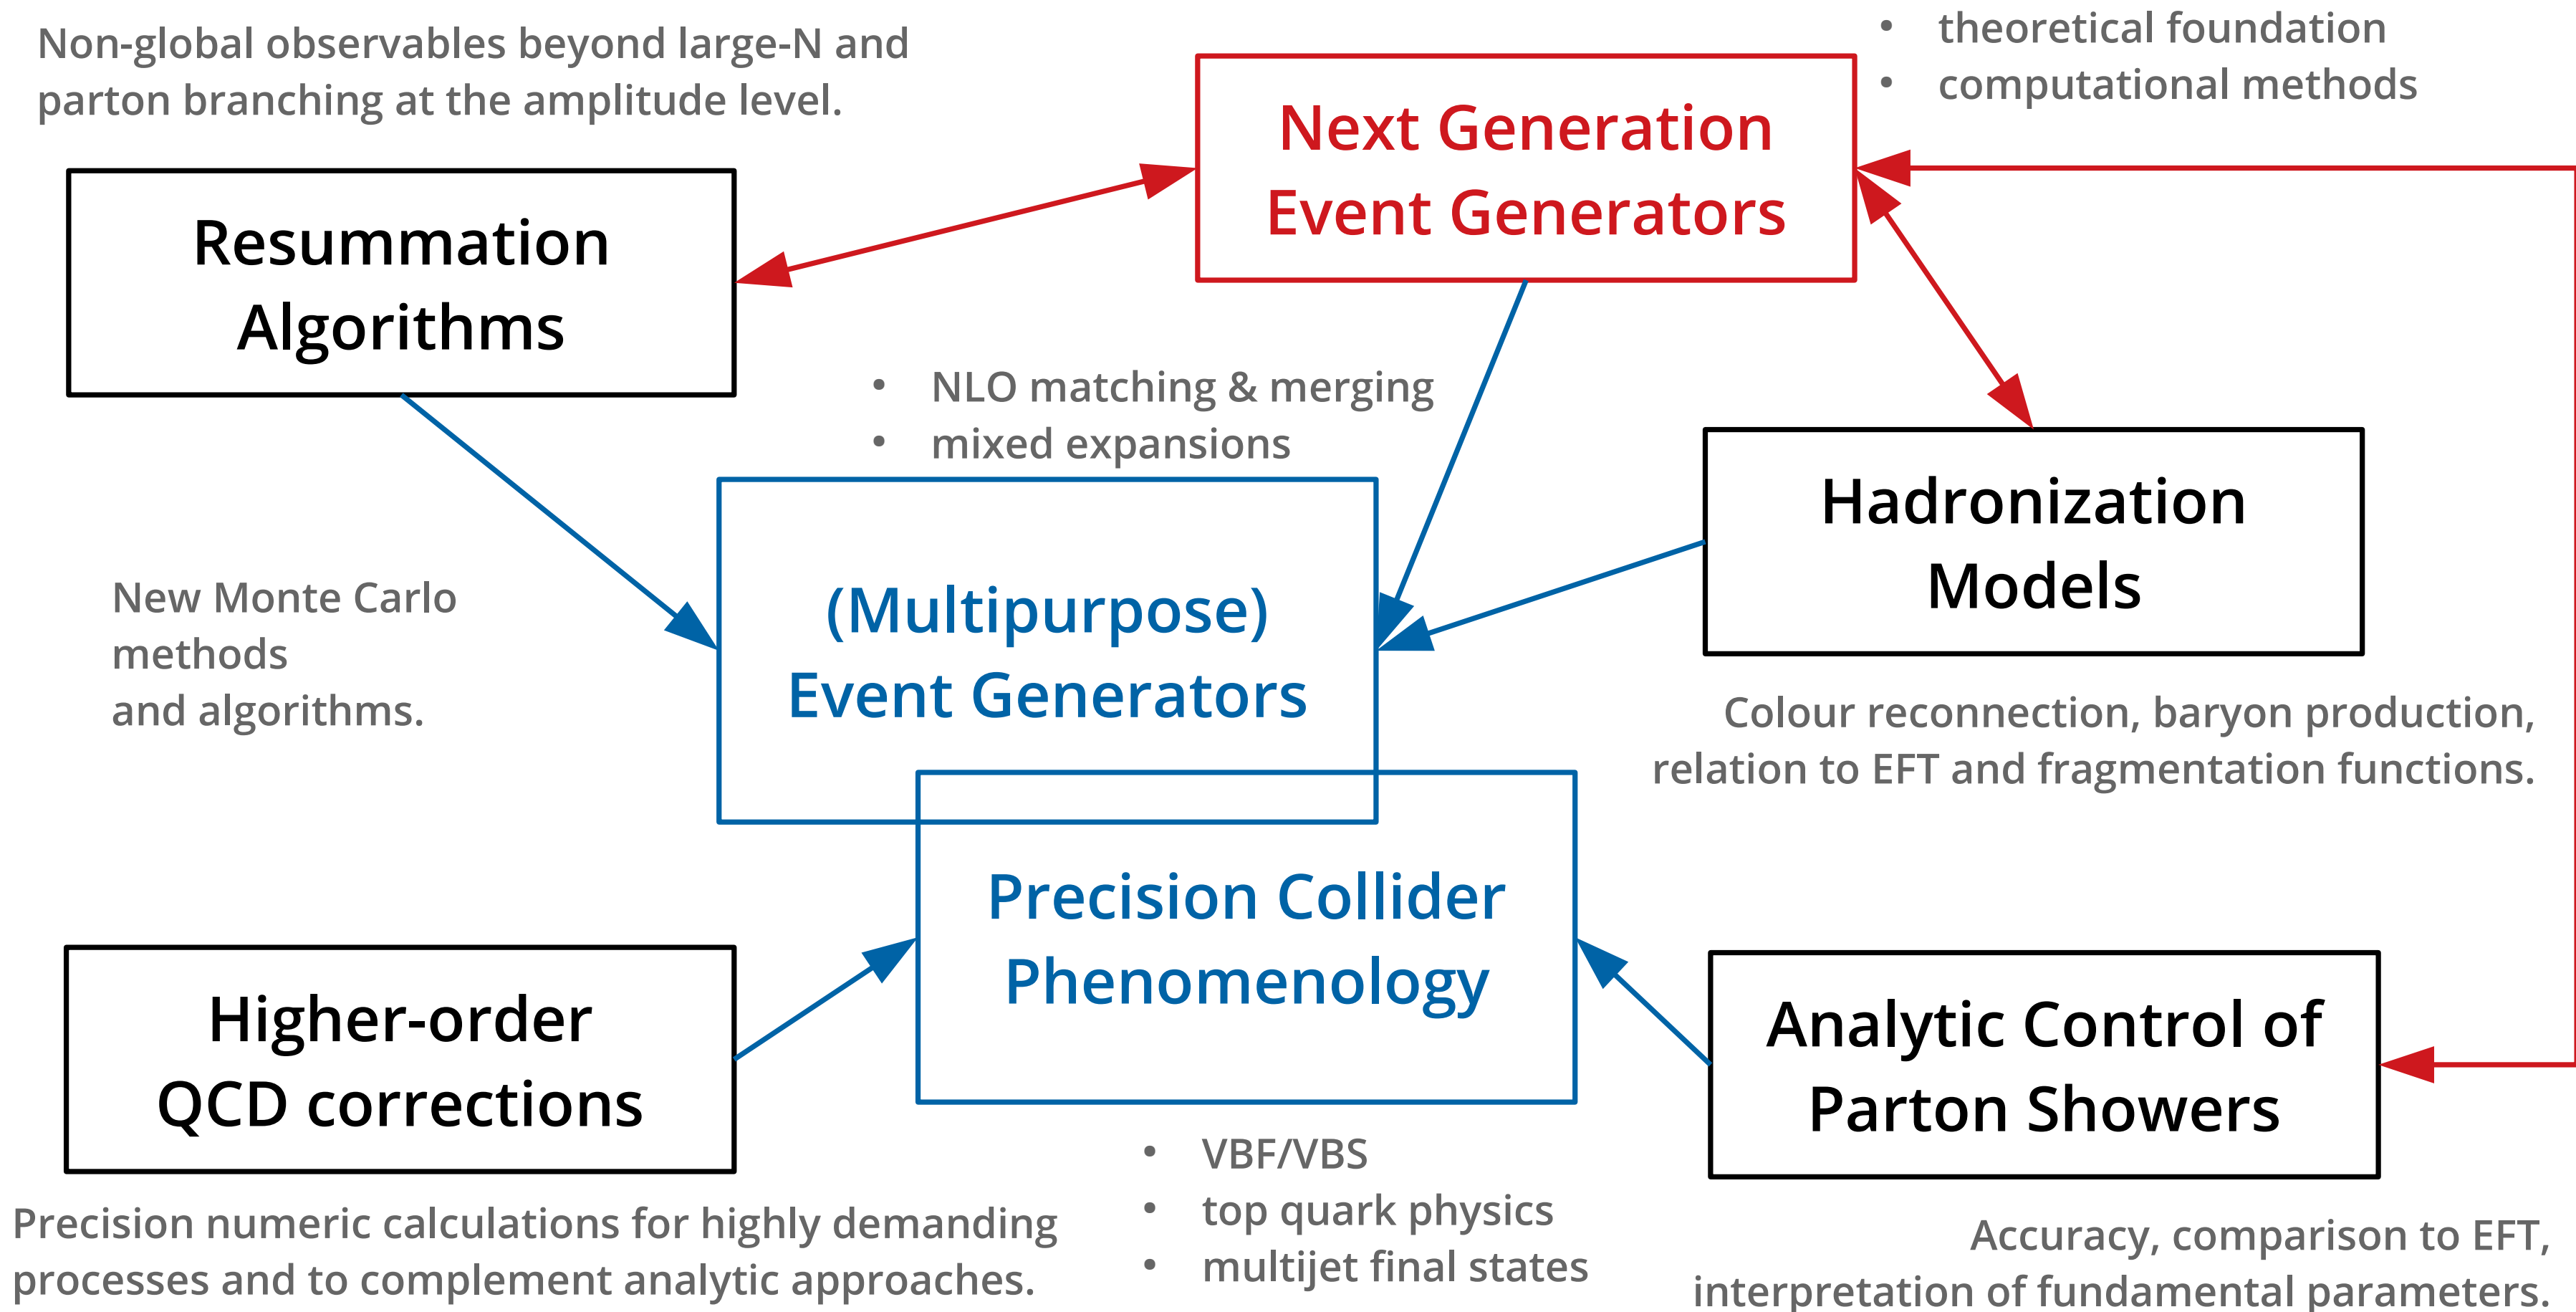 Non-global observables beyond large-N and
parton branching at the amplitude level.
• theoretical foundation
• computational methods
Next Generation
Event Generators
Resummation
Algorithms
• NLO matching & merging
• mixed expansions
Hadronization
Models
New Monte Carlo
methods
and algorithms.
(Multipurpose)
Event Generators
Colour reconnection, baryon production,
relation to EFT and fragmentation functions.
Precision Collider
Phenomenology
Higher-order
QCD corrections
Analytic Control of
Parton Showers
• VBF/VBS
• top quark physics
• multijet final states
Precision numeric calculations for highly demanding
processes and to complement analytic approaches.
Accuracy, comparison to EFT,
interpretation of fundamental parameters.